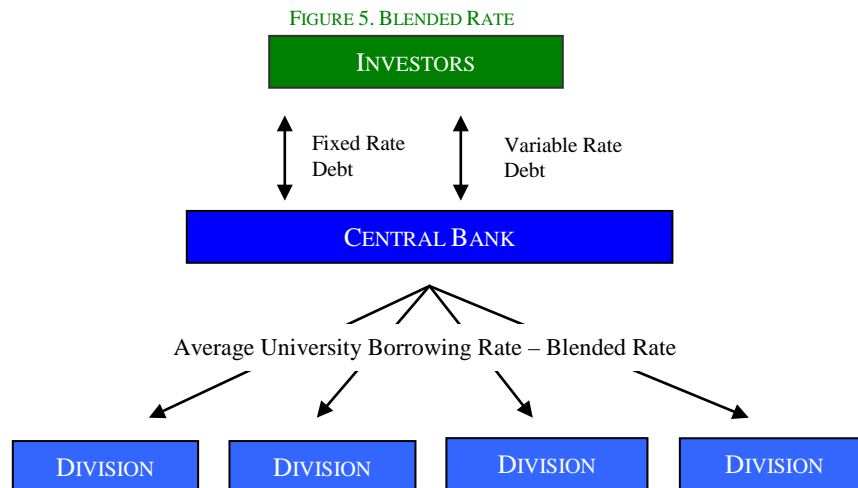 FIGURE 5. BLENDED RATE
INVESTORS
Fixed Rate
Debt
Variable Rate
Debt
CENTRAL BANK
Average University Borrowing Rate – Blended Rate
DIVISION
DIVISION
DIVISION
DIVISION